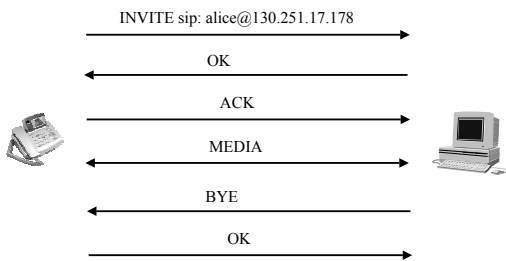 INVITE sip: alice@130.251.17.178
OK
ACK
MEDIA
BYE
OK